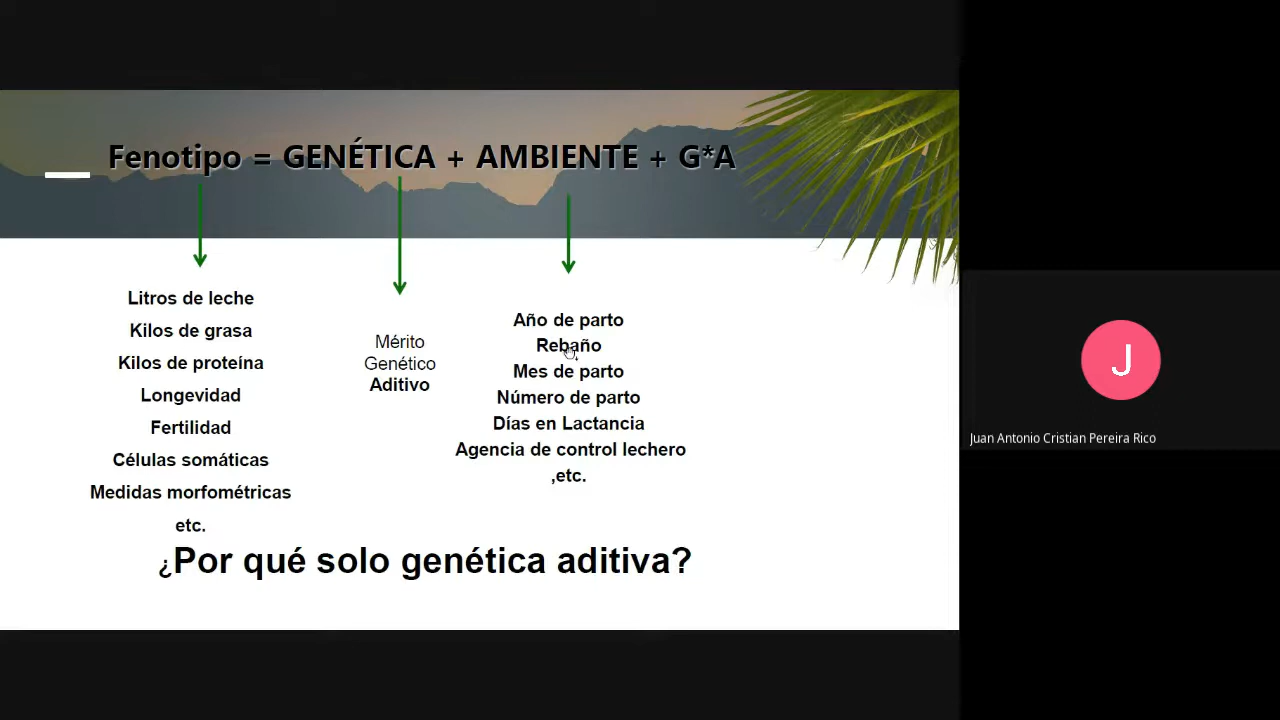 Fenotipo = GENÉTICA + AMBIENTE + G*A
Litros de leche
Kilos de grasa
Kilos de proteína
Longevidad
Fertilidad
Células somáticas
Medidas morfométricas
etc.
Mérito
Genético
Aditivo
Año de parto
Rebaño
Mes de parto
Número de parto
Días en Lactancia
Agencia de control lechero
,etc.
¿Por qué solo genética aditiva?
J
Juan Antonio Cristian Pereira Rico